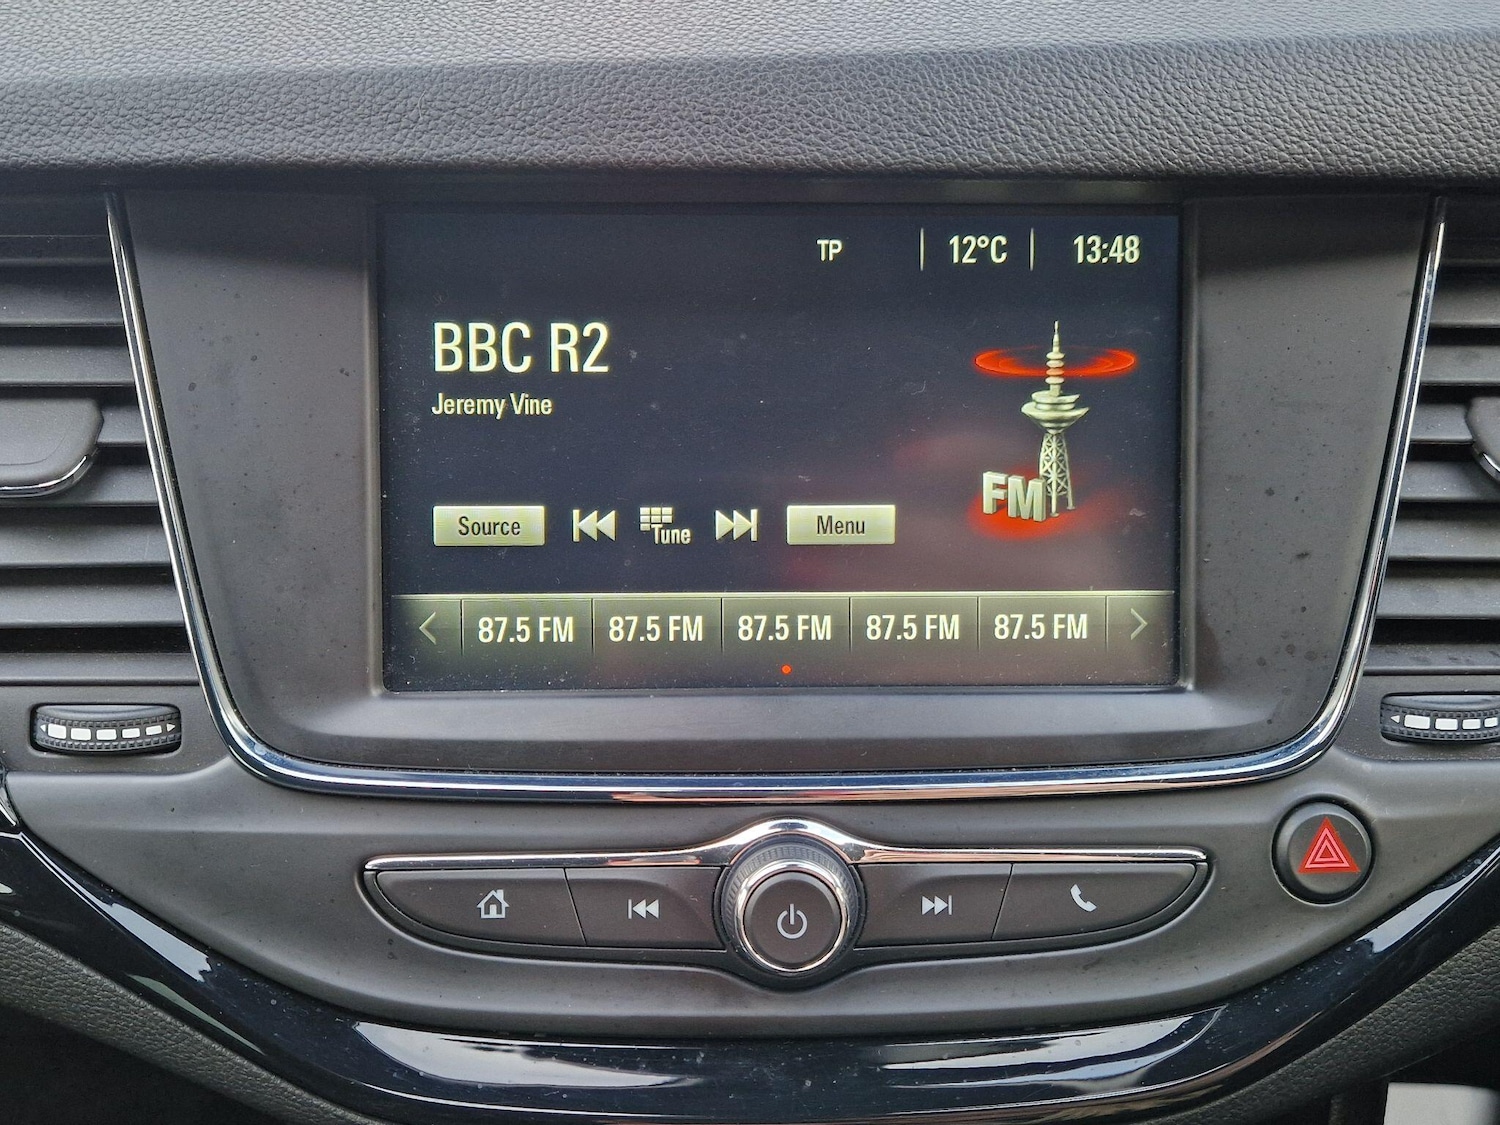 TP 12°C 13:48
BBC R2
Jeremy Vine
FM
Source Tune Menu
87.5 FM 87.5 FM 87.5 FM 87.5 FM 87.5 FM